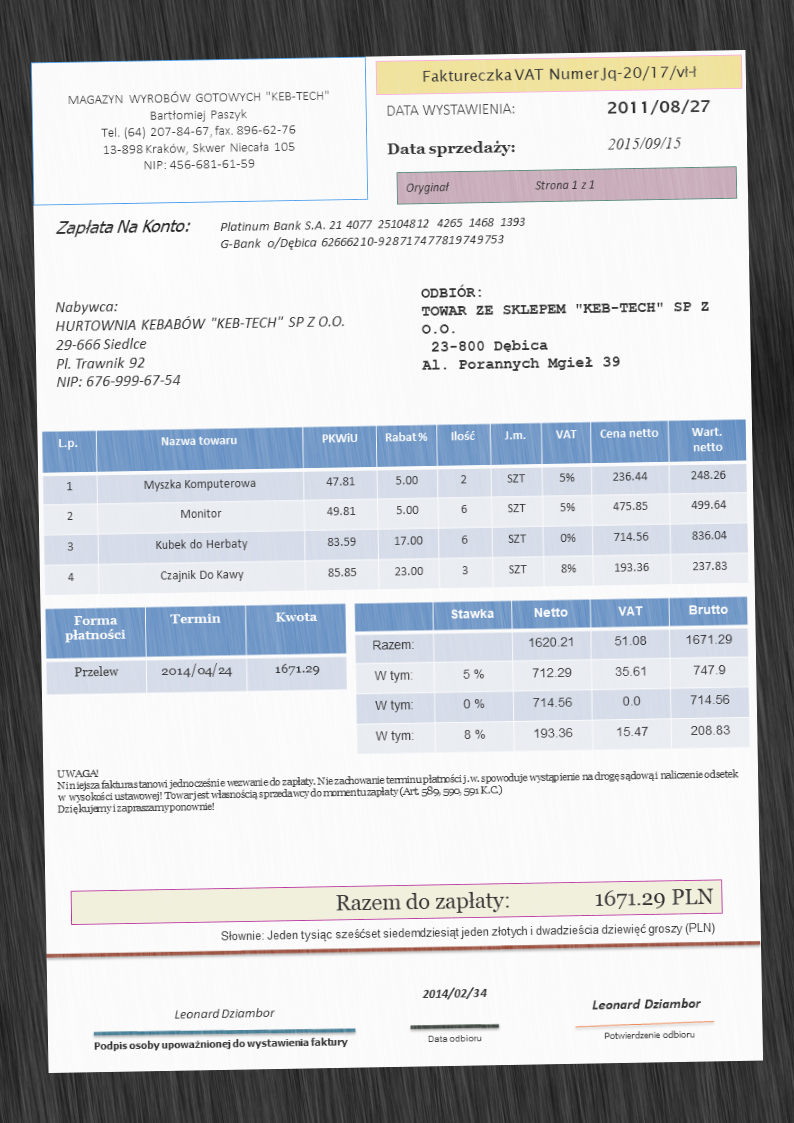 MAGAZYN WYROBÓW GOTOWYCH "KEB-TECH"
Bartłomiej Paszyk
Tel. (64) 207-84-67, fax. 896-62-76
13-898 Kraków, Skwer Niecała 105
NIP: 456-681-61-59
Faktureczka VAT Numer Jq-20/17/vł-ł
DATA WYSTAWIENIA: 2011/08/27
Data sprzedaży: 2015/09/15
Oryginał Strona 1 z 1
Zapłata Na Konto: Platinum Bank S.A. 21 4077 25104812 4265 1468 1393
G-Bank o/Dębica 62666210-928717477819749753
Nabywca:
HURTOWNIA KEBABÓW "KEB-TECH" SP Z O.O.
29-666 Siedlce
Pl. Trawnik 92
NIP: 676-999-67-54
ODBIÓR:
TOWAR ZE SKLEPEM "KEB-TECH" SP Z
O.O.
23-800 Dębica
Al. Porannych Mgieł 39
L.p. Nazwa towaru PKWiU Rabat % Ilość J.m. VAT Cena netto Wart. netto
1 Myszka Komputerowa 47.81 5.00 2 SZT 5% 236.44 248.26
2 Monitor 49.81 5.00 6 SZT 5% 475.85 499.64
3 Kubek do Herbaty 83.59 17.00 6 SZT 0% 714.56 836.04
4 Czajnik Do Kawy 85.85 23.00 3 SZT 8% 193.36 237.83
Forma płatności Termin Kwota
Przelew 2014/04/24 1671.29
Stawka Netto VAT Brutto
Razem: 1620.21 51.08 1671.29
W tym: 5 % 712.29 35.61 747.9
W tym: 0 % 714.56 0.0 714.56
W tym: 8 % 193.36 15.47 208.83
UWAGA!
Niniejsza faktura stanowi jednocześnie wezwanie do zapłaty. Nie zachowanie terminu płatności j.w. spowoduje wystąpienie na drogę sądową i naliczenie odsetek
w wysokości ustawowej! Towar jest własnością sprzedawcy do momentu zapłaty (Art. 589, 590, 591 K.C.)
Dziękujemy i zapraszamy ponownie!
Razem do zapłaty: 1671.29 PLN
Słownie: Jeden tysiąc sześćset siedemdziesiąt jeden złotych i dwadzieścia dziewięć groszy (PLN)
Leonard Dziambor
Podpis osoby upoważnionej do wystawienia faktury
2014/02/34
Data odbioru
Leonard Dziambor
Potwierdzenie odbioru